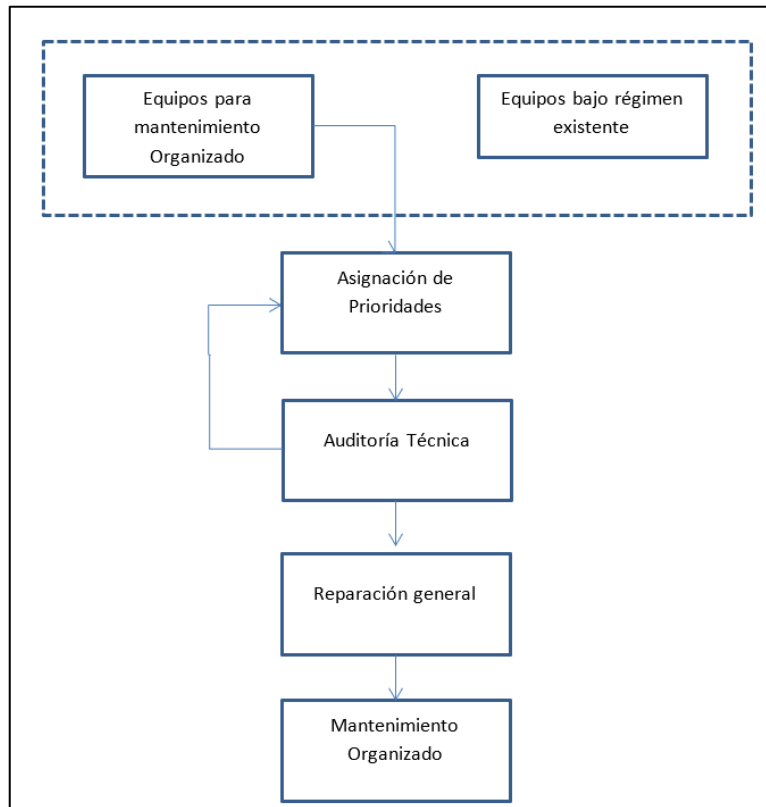 Equipos para
mantenimiento
Organizado
Equipos bajo régimen
existente
Asignación de
Prioridades
Auditoría Técnica
Reparación general
Mantenimiento
Organizado